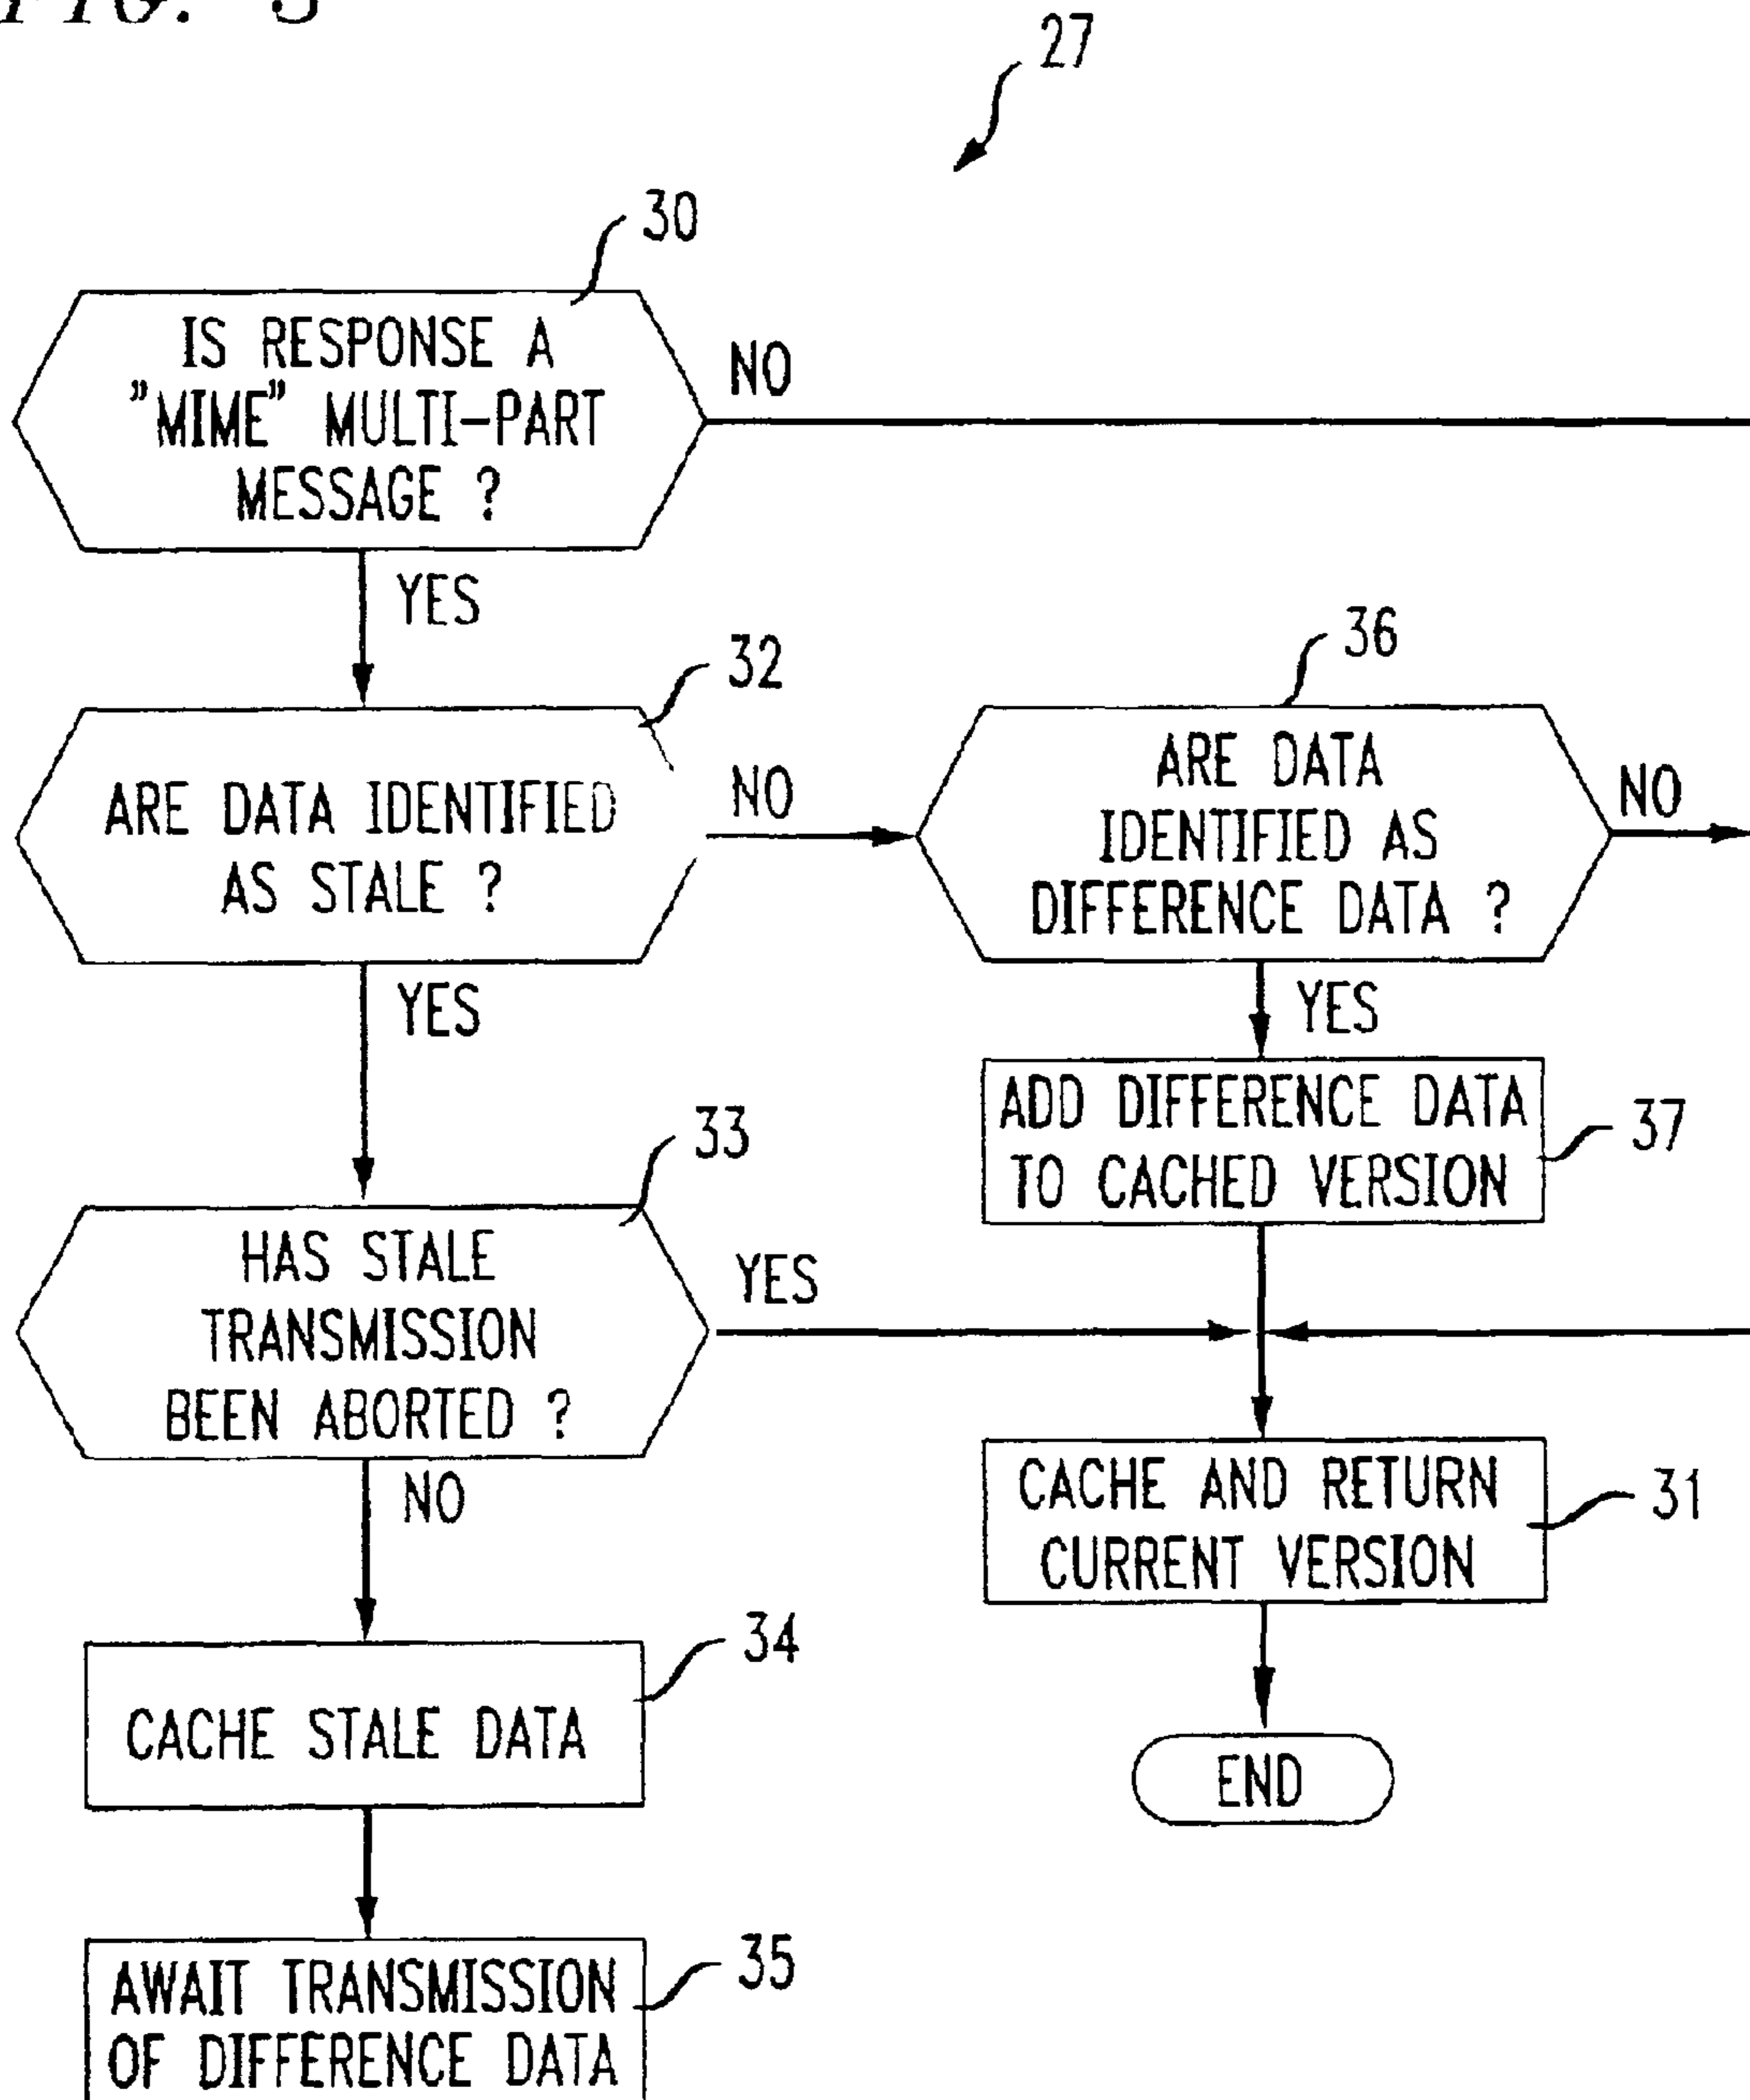 FIG. 3
27
30
IS RESPONSE A
"MIME" MULTI-PART
MESSAGE ?
NO
YES
32
ARE DATA IDENTIFIED
AS STALE ?
NO
36
ARE DATA
IDENTIFIED AS
DIFFERENCE DATA ?
NO
YES
YES
ADD DIFFERENCE DATA
TO CACHED VERSION
37
33
HAS STALE
TRANSMISSION
BEEN ABORTED ?
YES
NO
CACHE AND RETURN
CURRENT VERSION
31
34
CACHE STALE DATA
END
35
AWAIT TRANSMISSION
OF DIFFERENCE DATA